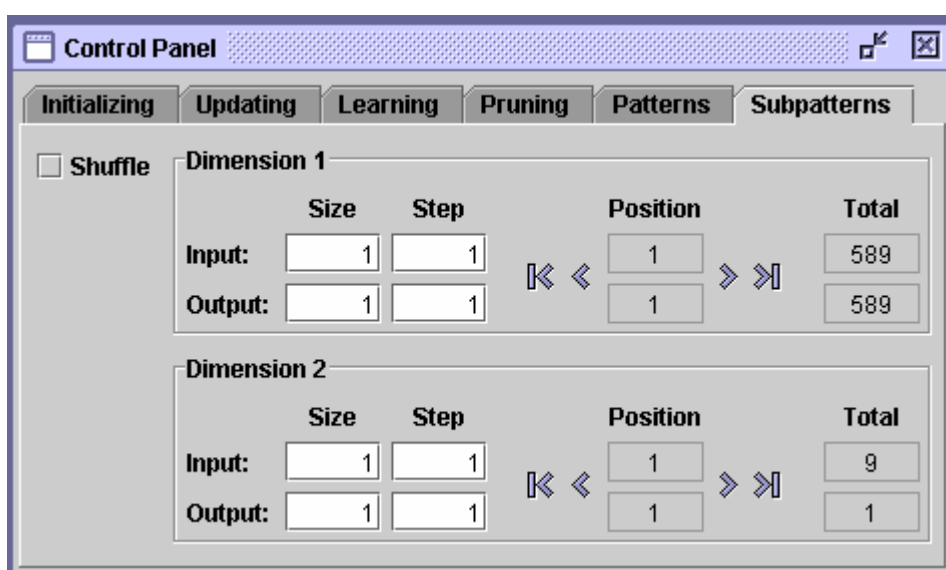 Control Panel
Initializing Updating Learning Pruning Patterns Subpatterns
Shuffle
Dimension 1
Size Step Position Total
Input: 1 1 1 589
Output: 1 1 1 589
Dimension 2
Size Step Position Total
Input: 1 1 1 9
Output: 1 1 1 1